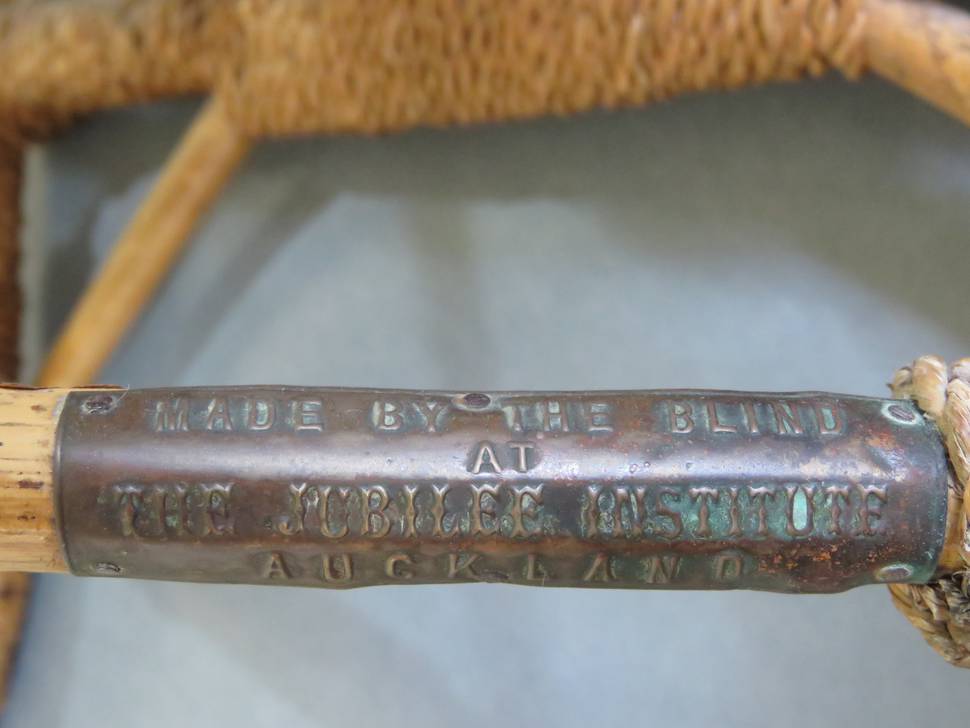 MADE BY THE BLIND
AT
THE JUBILEE INSTITUTE
AUCKLAND